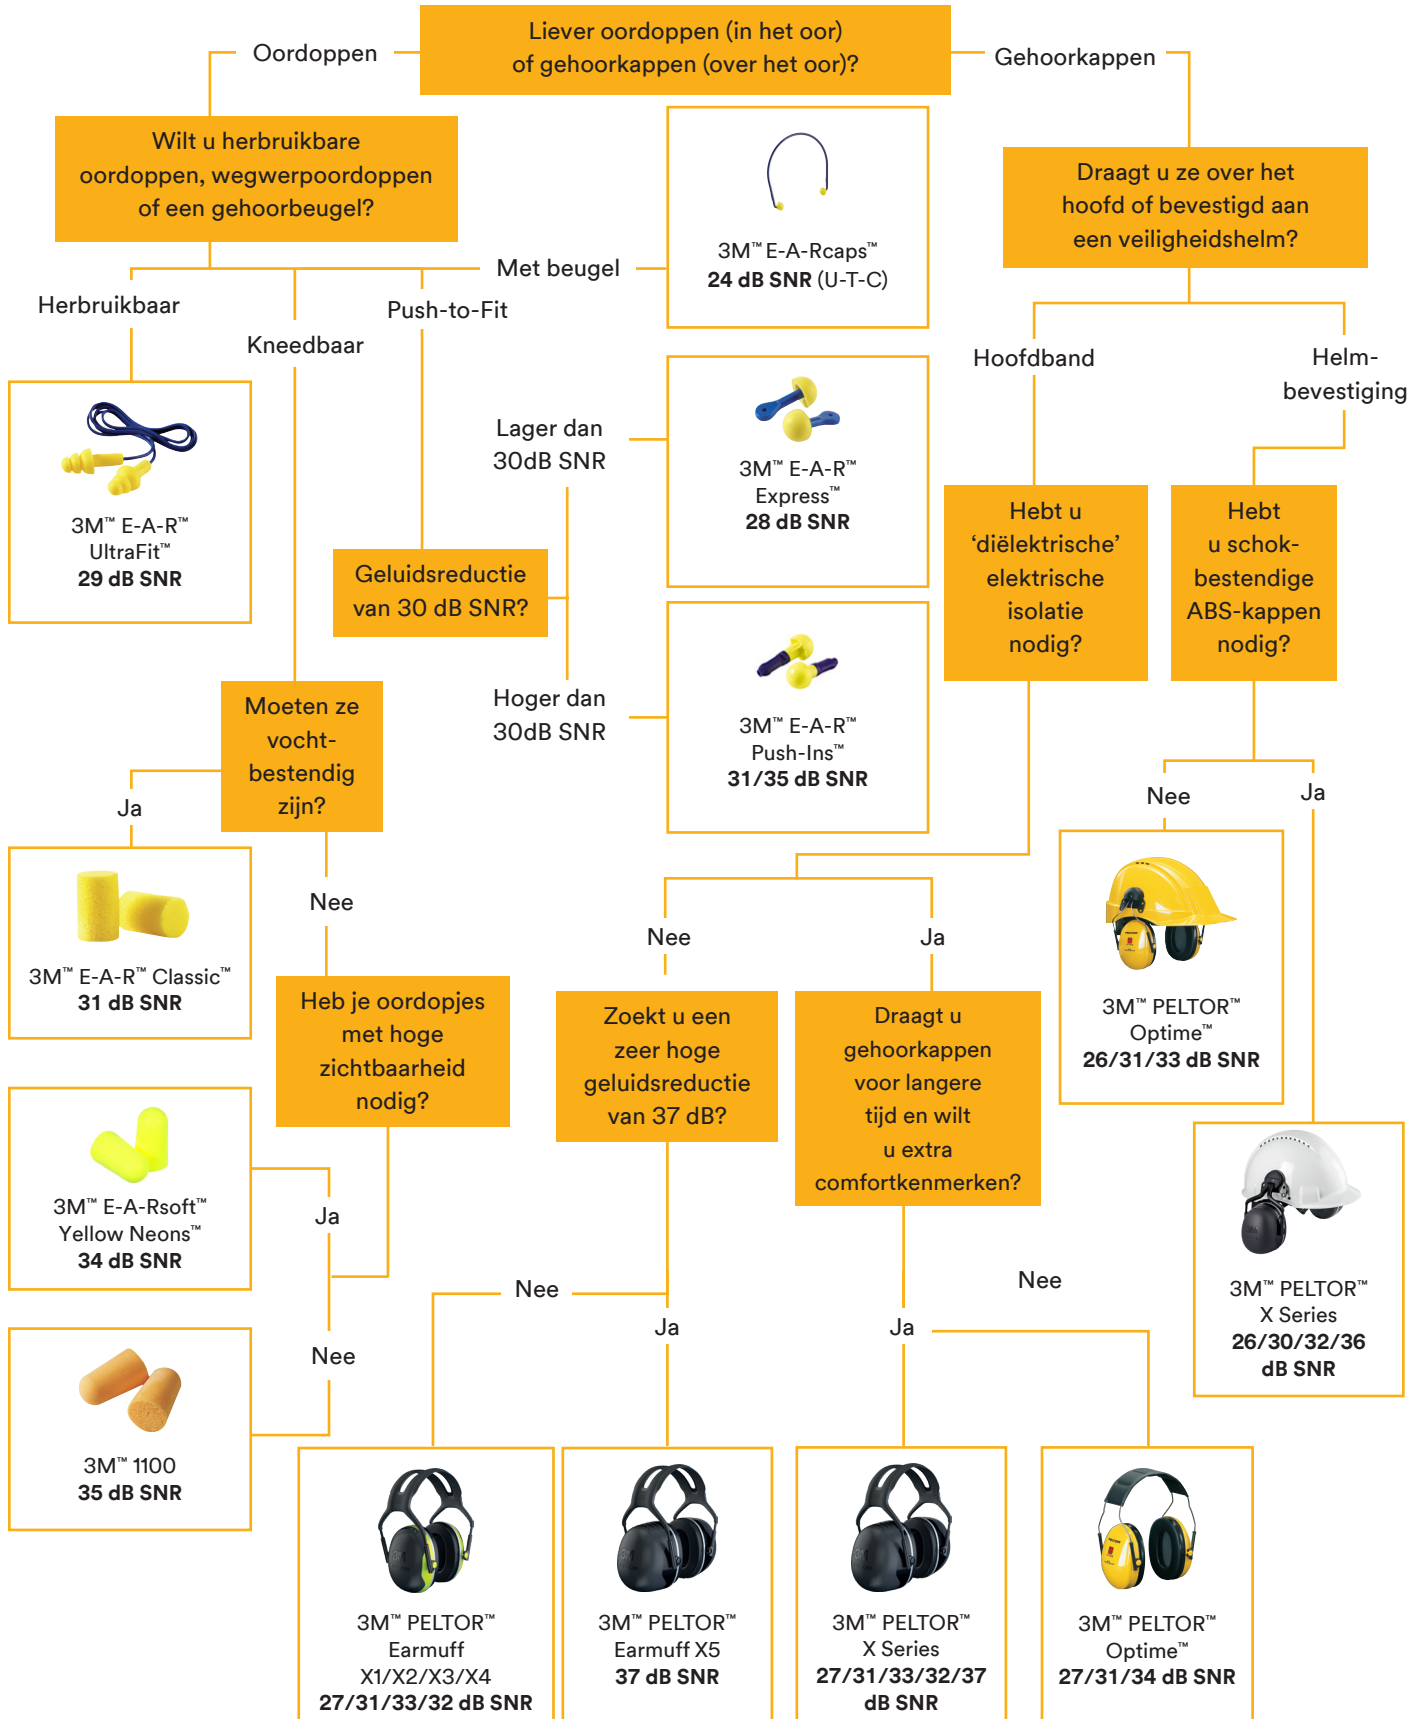 Liever oordoppen (in het oor)
of gehoorkappen (over het oor)?
Oordoppen
Gehoorkappen
Wilt u herbruikbare
oordoppen, wegwerpoordoppen
of een gehoorbeugel?
3M™ E-A-Rcaps™
24 dB SNR (U-T-C)
Draagt u ze over het
hoofd of bevestigd aan
een veiligheidshelm?
Met beugel
Herbruikbaar
Push-to-Fit
Kneedbaar
Hoofdband
Helm-
bevestiging
3M™ E-A-R™
UltraFit™
29 dB SNR
Lager dan
30dB SNR
3M™ E-A-R™
Express™
28 dB SNR
Hebt u
‘diëlektrische’
elektrische
isolatie
nodig?
Hebt
u schok-
bestendige
ABS-kappen
nodig?
Geluidsreductie
van 30 dB SNR?
Hoger dan
30dB SNR
3M™ E-A-R™
Push-Ins™
31/35 dB SNR
Moeten ze
vocht-
bestendig
zijn?
Ja
Nee
Nee
Ja
3M™ E-A-R™ Classic™
31 dB SNR
Nee
Ja
3M™ PELTOR™
Optime™
26/31/33 dB SNR
Heb je oordopjes
met hoge
zichtbaarheid
nodig?
Zoekt u een
zeer hoge
geluidsreductie
van 37 dB?
Draagt u
gehoorkappen
voor langere
tijd en wilt
u extra
comfortkenmerken?
3M™ E-A-Rsoft™
Yellow Neons™
34 dB SNR
Ja
3M™ PELTOR™
X Series
26/30/32/36
dB SNR
Nee
Ja
Ja
Nee
Nee
3M™ 1100
35 dB SNR
3M™ PELTOR™
Earmuff
X1/X2/X3/X4
27/31/33/32 dB SNR
3M™ PELTOR™
Earmuff X5
37 dB SNR
3M™ PELTOR™
X Series
27/31/33/32/37
dB SNR
3M™ PELTOR™
Optime™
27/31/34 dB SNR